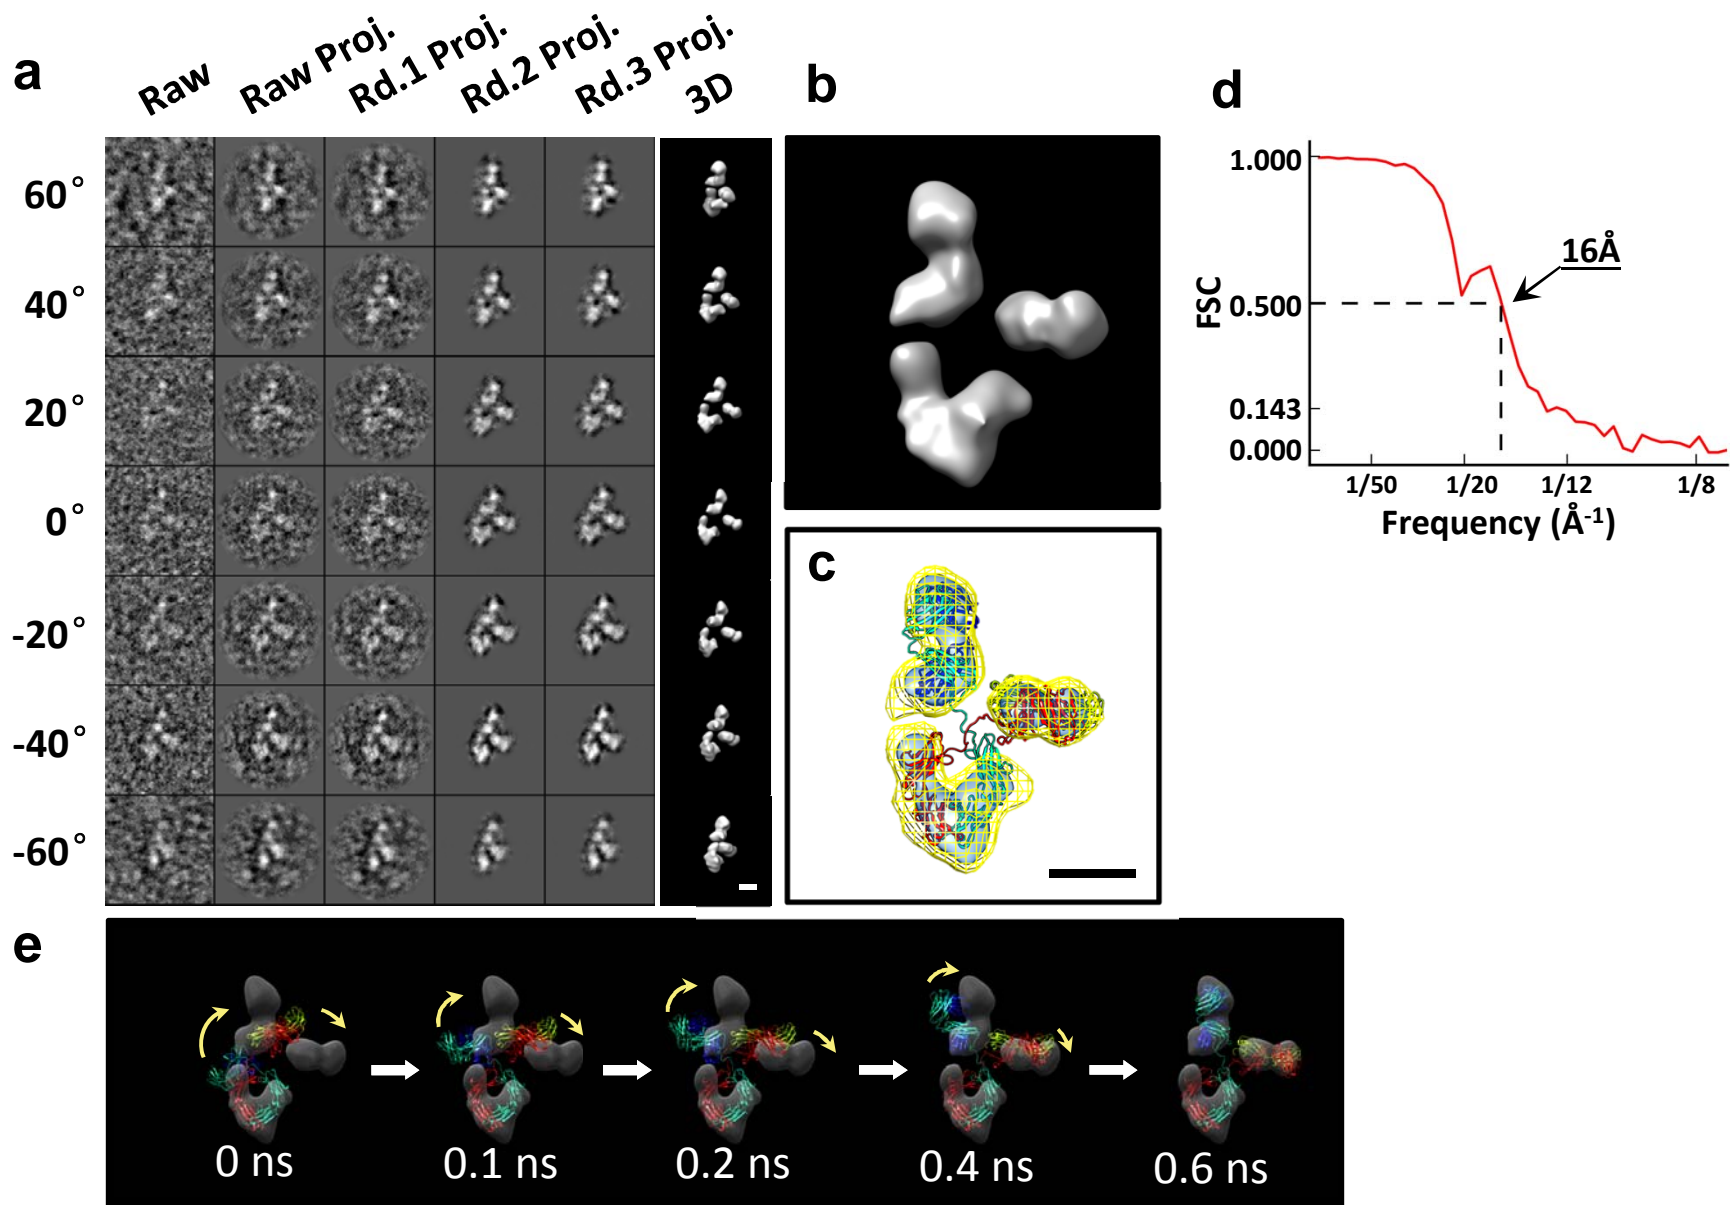 a
Raw
Raw Proj.
Rd.1 Proj.
Rd.2 Proj.
Rd.3 Proj.
3D
60°
40°
20°
0°
-20°
-40°
-60°
b
c
d
1.000
0.500
0.143
0.000
FSC
16Å
1/50 1/20 1/12 1/8
Frequency (Å-1)
e
0 ns
0.1 ns
0.2 ns
0.4 ns
0.6 ns